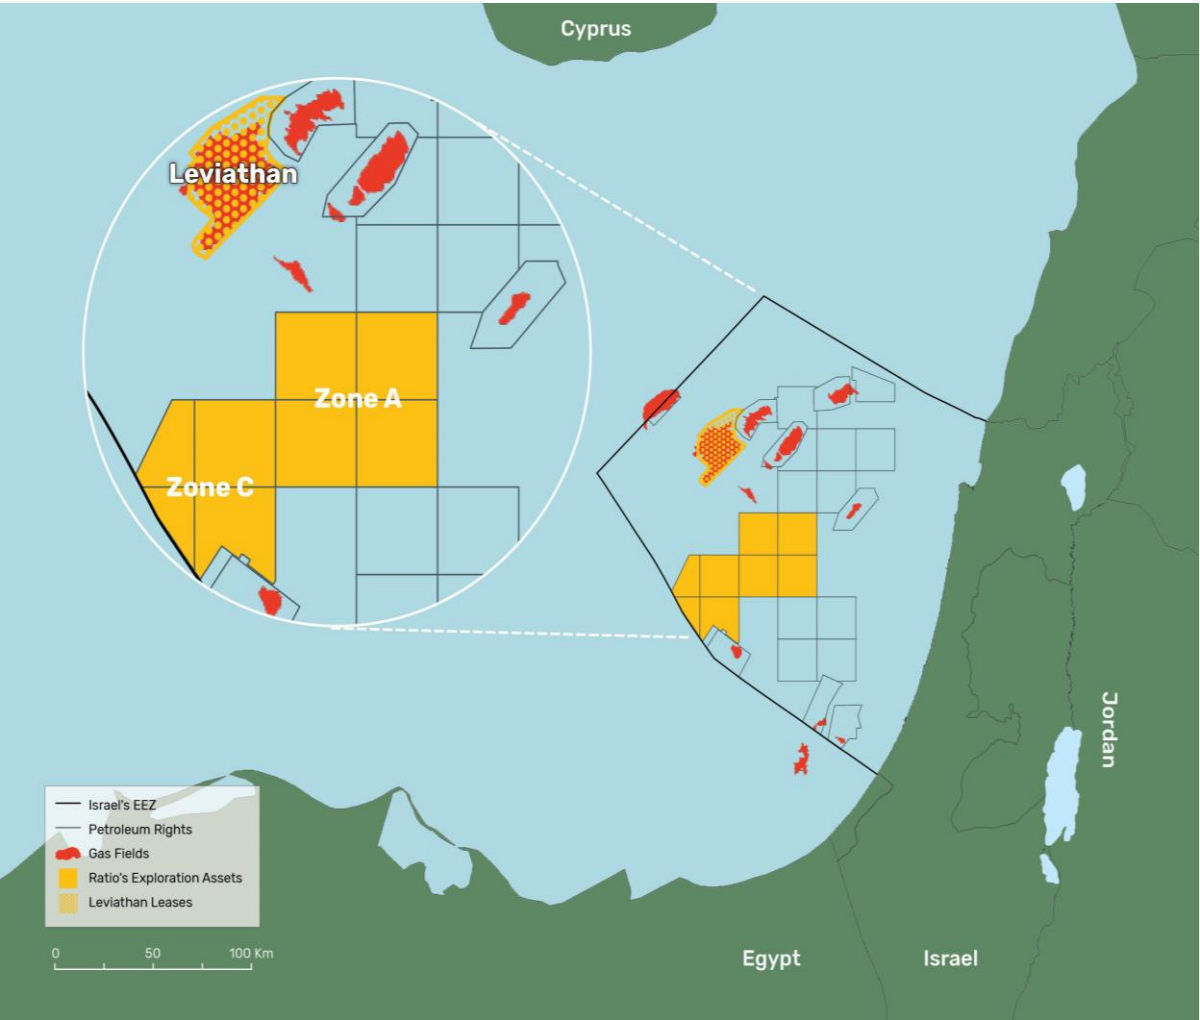 Cyprus
Leviathan
Zone A
Zone C
Jordan
Israel's EEZ
Petroleum Rights
Gas Fields
Ratio's Exploration Assets
Leviathan Leases
0 50 100 Km
Egypt
Israel